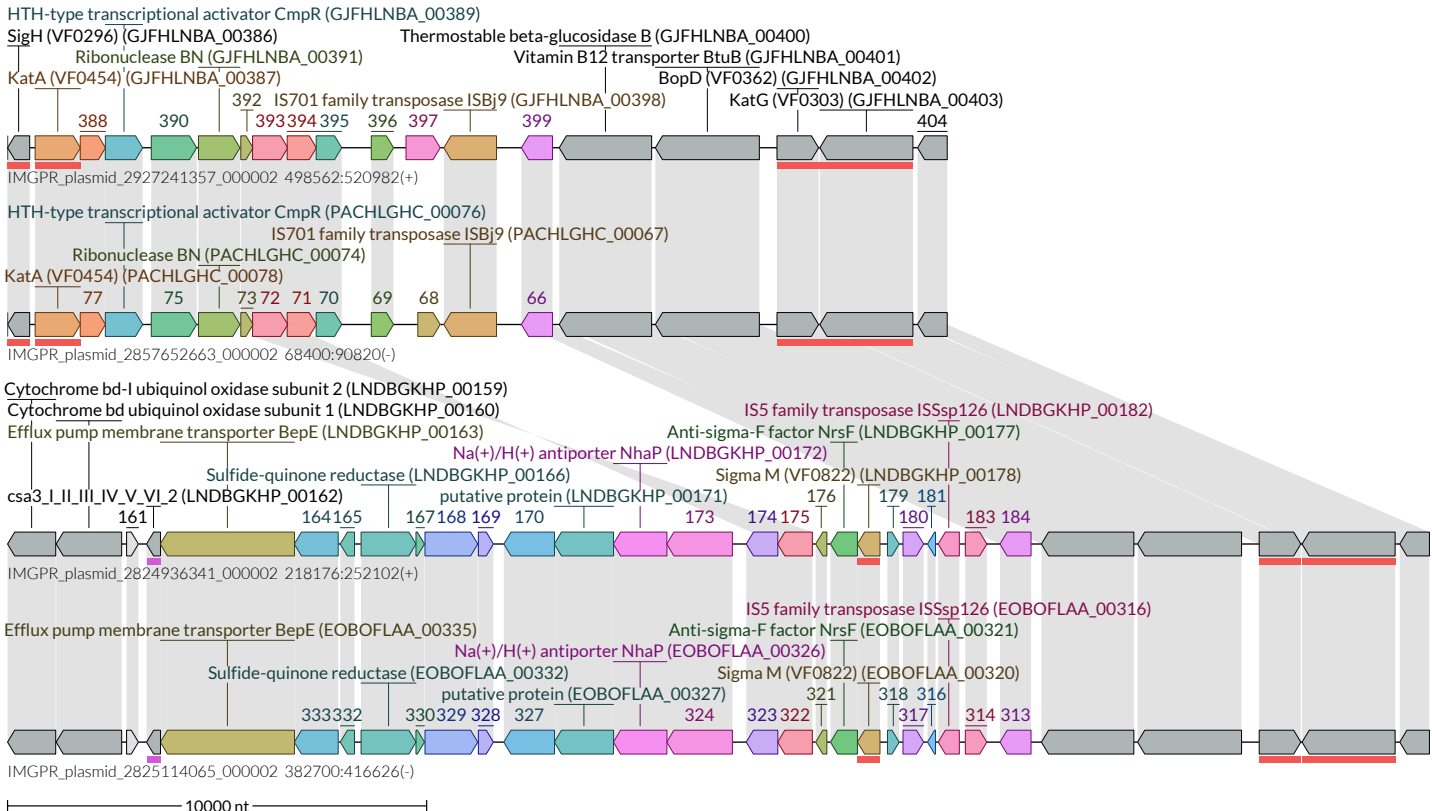 HTH-type transcriptional activator CmpR (GJFHLNBA_00389)
SigH (VF0296) (GJFHLNBA_00386) Thermostable beta-glucosidase B (GJFHLNBA_00400)
Ribonuclease BN (GJFHLNBA_00391) Vitamin B12 transporter BtuB (GJFHLNBA_00401)
KatA (VF0454) (GJFHLNBA_00387) BopD (VF0362) (GJFHLNBA_00402)
392 IS701 family transposase ISBj9 (GJFHLNBA_00398) KatG (VF0303) (GJFHLNBA_00403)
388 390 393 394 395 396 397 399 404
IMGPR_plasmid_2927241357_000002 498562:520982(+)
HTH-type transcriptional activator CmpR (PACHLGHC_00076)
IS701 family transposase ISBj9 (PACHLGHC_00067)
Ribonuclease BN (PACHLGHC_00074)
KatA (VF0454) (PACHLGHC_00078)
77 75 73 72 71 70 69 68 66
IMGPR_plasmid_2857652663_000002 68400:90820(-)
Cytochrome bd-I ubiquinol oxidase subunit 2 (LNDBGKHP_00159)
Cytochrome bd ubiquinol oxidase subunit 1 (LNDBGKHP_00160) IS5 family transposase ISSsp126 (LNDBGKHP_00182)
Efflux pump membrane transporter BepE (LNDBGKHP_00163) Anti-sigma-F factor NrsF (LNDBGKHP_00177)
Na(+)/H(+) antiporter NhaP (LNDBGKHP_00172)
Sulfide-quinone reductase (LNDBGKHP_00166) Sigma M (VF0822) (LNDBGKHP_00178)
csa3_I_II_III_IV_V_VI_2 (LNDBGKHP_00162) putative protein (LNDBGKHP_00171) 176 179 181
161 164 165 167 168 169 170 173 174 175 180 183 184
IMGPR_plasmid_2824936341_000002 218176:252102(+)
IS5 family transposase ISSsp126 (EOBOFLAA_00316)
Efflux pump membrane transporter BepE (EOBOFLAA_00335) Anti-sigma-F factor NrsF (EOBOFLAA_00321)
Na(+)/H(+) antiporter NhaP (EOBOFLAA_00326)
Sulfide-quinone reductase (EOBOFLAA_00332) Sigma M (VF0822) (EOBOFLAA_00320)
putative protein (EOBOFLAA_00327) 321 318 316
333 332 330 329 328 327 324 323 322 317 314 313
IMGPR_plasmid_2825114065_000002 382700:416626(-)
10000 nt